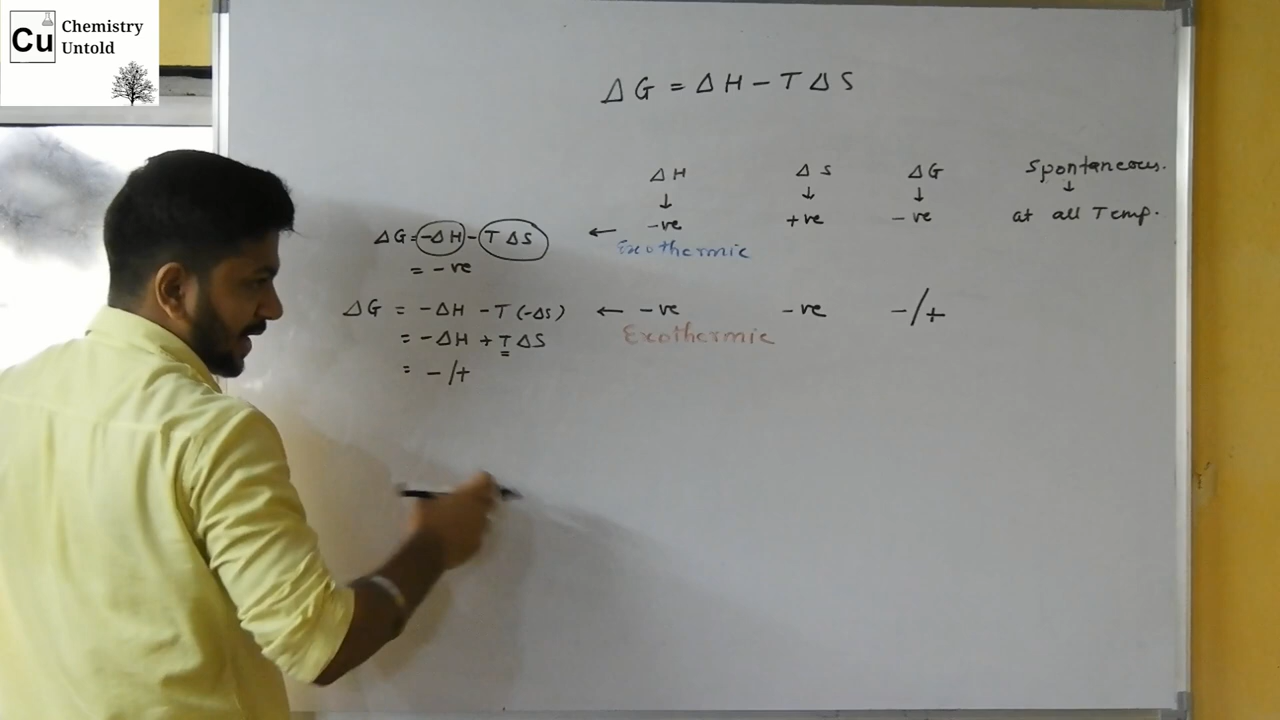 Cu Chemistry
Untold
ΔG = ΔH - TΔS
ΔH ΔS ΔG Spontaneous.
↓ ↓ ↓ ↓
ΔG = -ΔH - TΔS ← -ve +ve -ve at all Temp.
= -ve Exothermic
ΔG = -ΔH - T(-ΔS) ← -ve -ve -/+
= -ΔH + TΔS Exothermic
= -/+